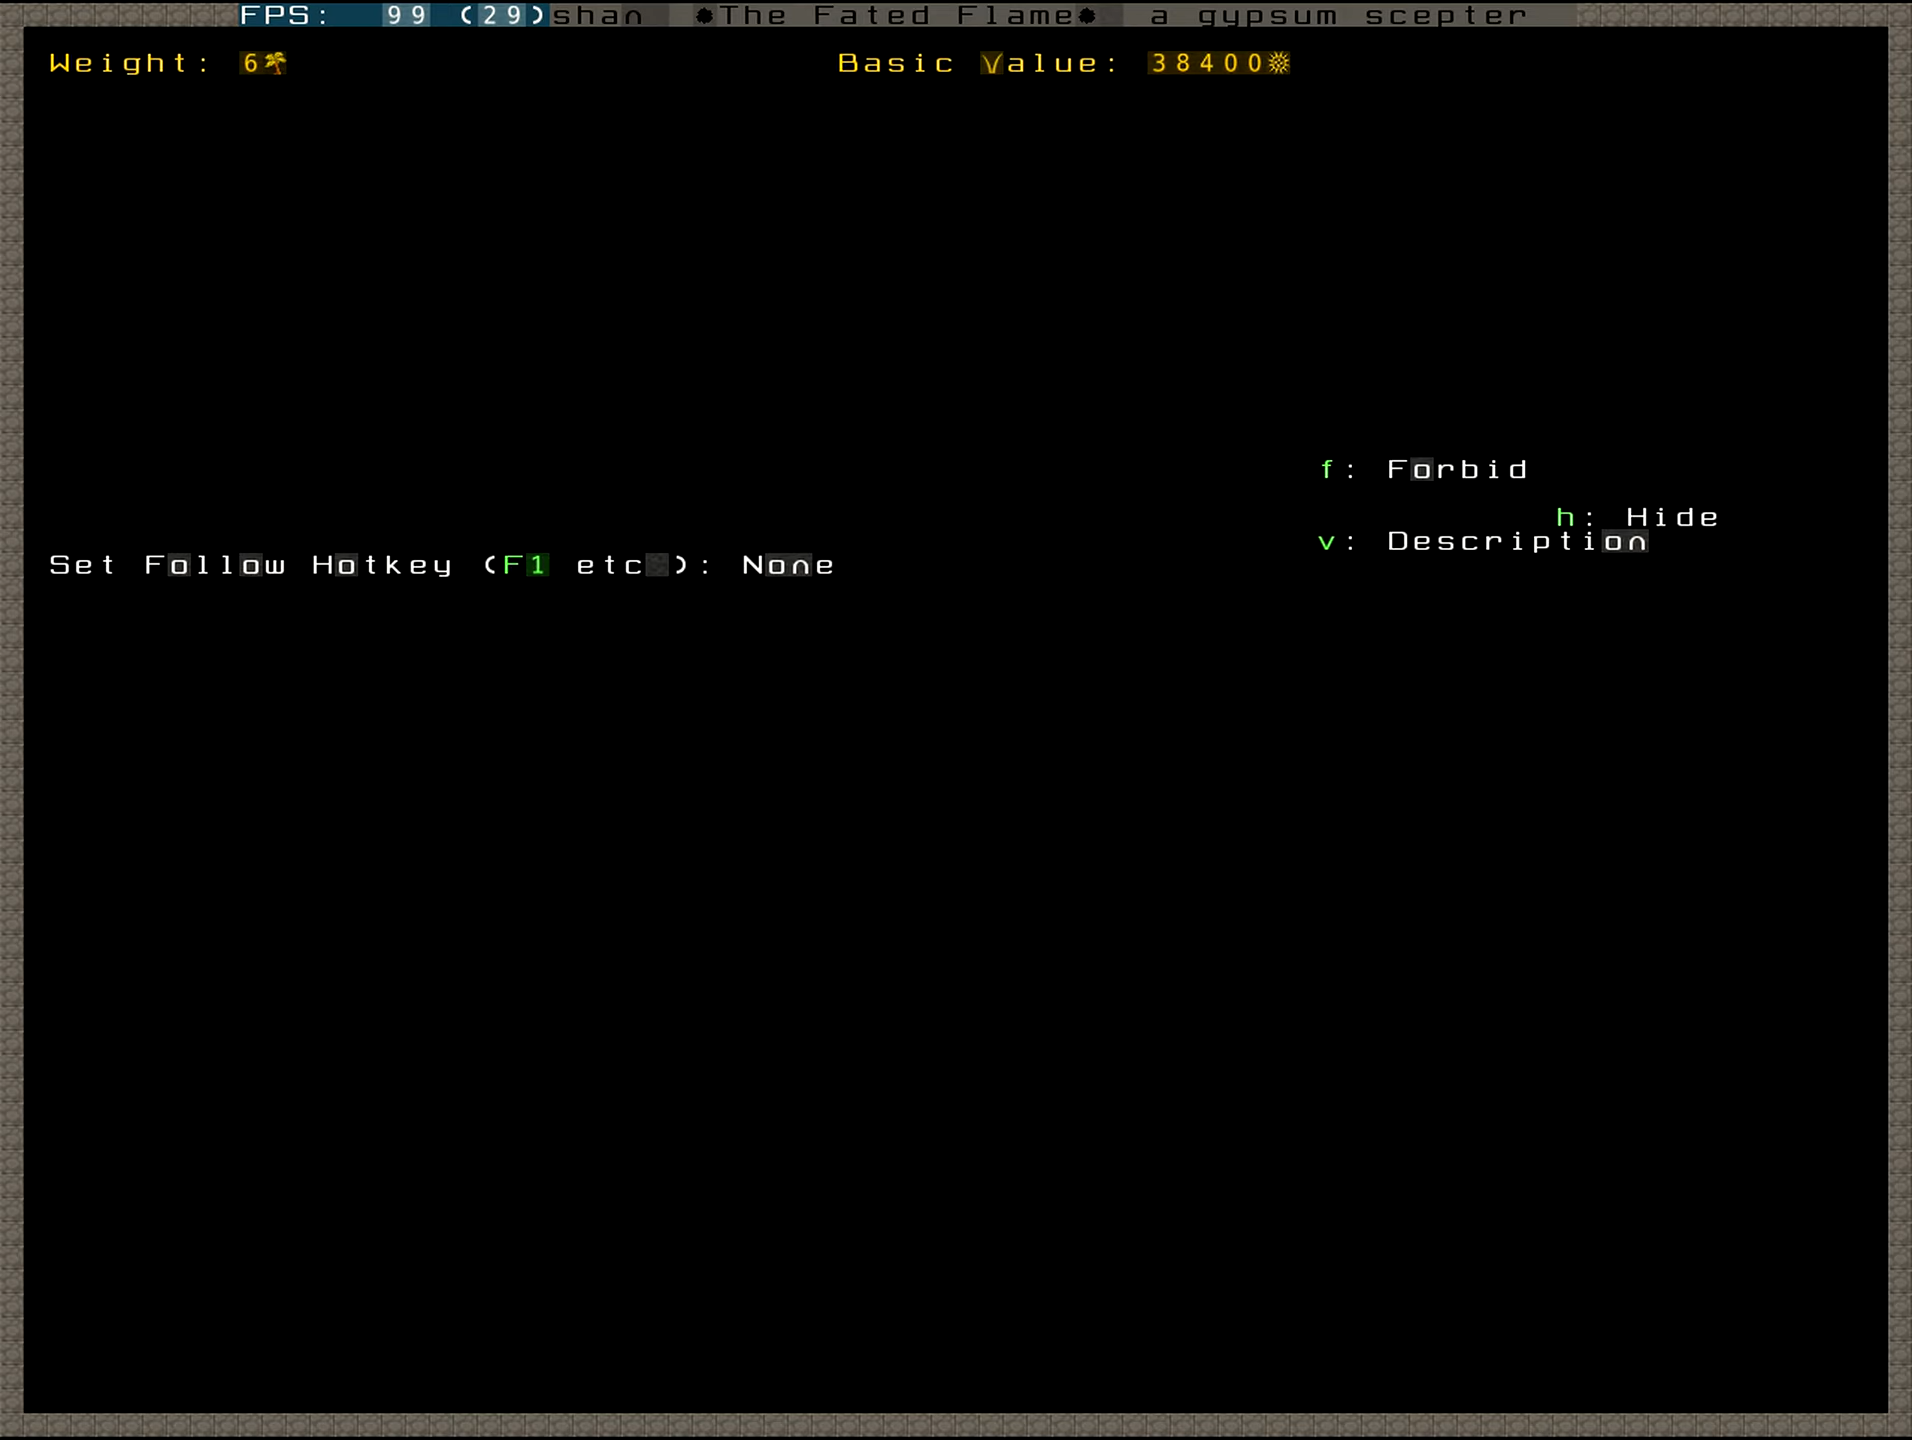 FPS: 99 (29)shan The Fated Flame a gypsum scepter
Weight: 6 Basic Value: 38400☼
f: Forbid
h: Hide
v: Description
Set Follow Hotkey (F1 etc ): None